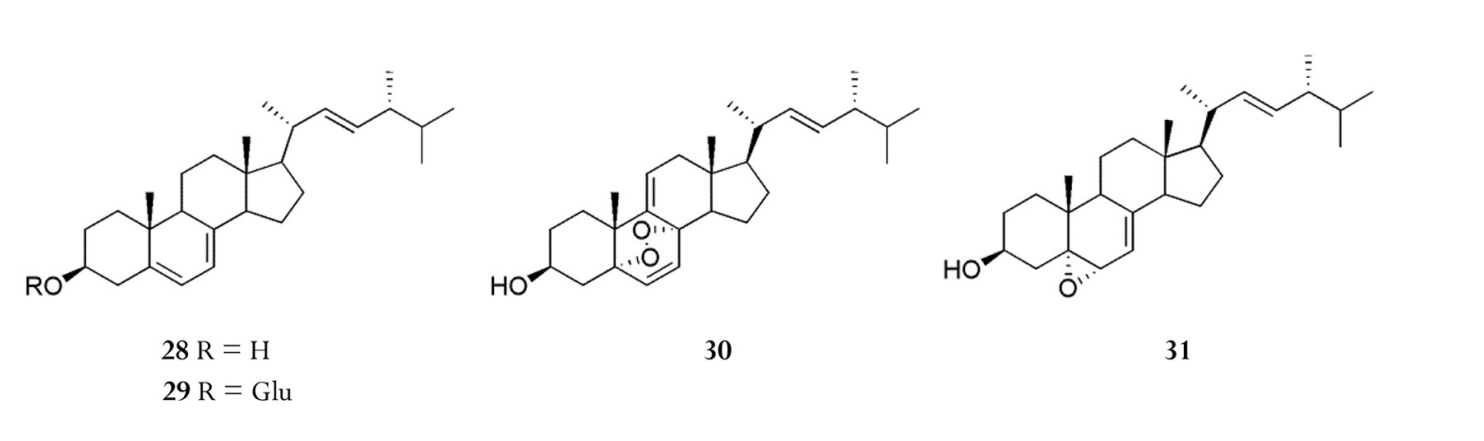 RO
HO
O
O
HO
O
28 R = H
30
31
29 R = Glu